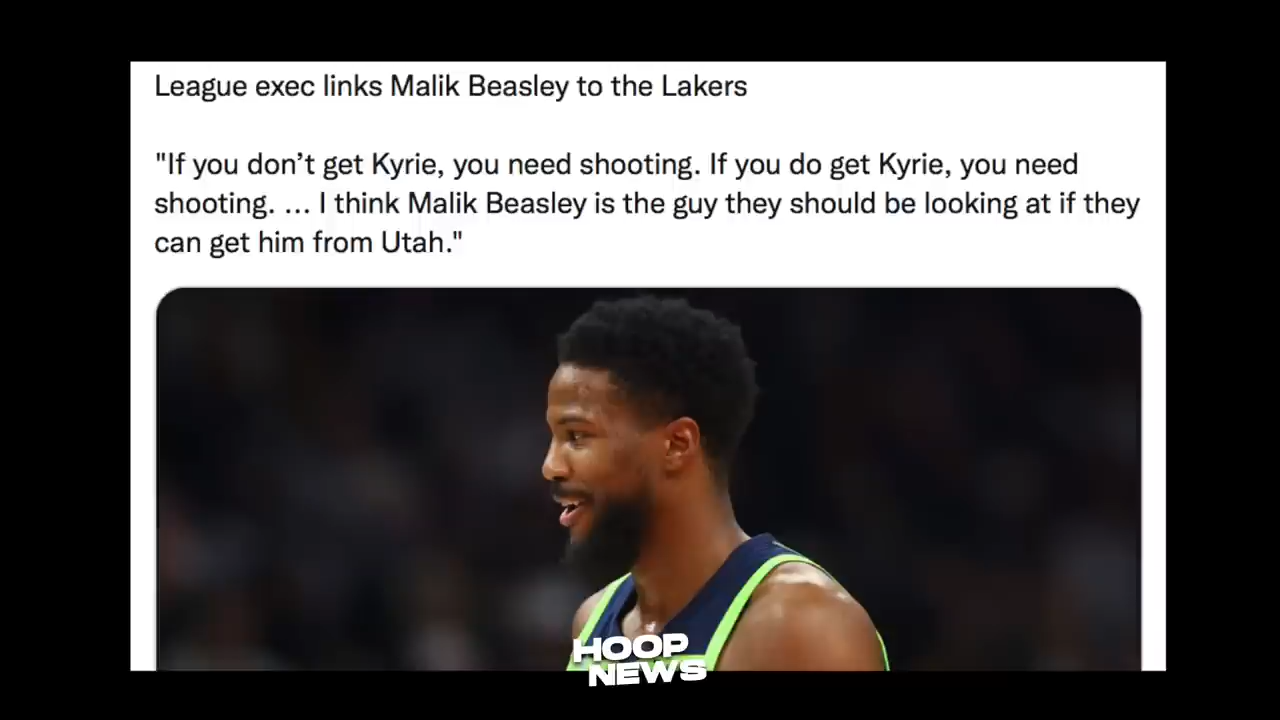 League exec links Malik Beasley to the Lakers
"If you don’t get Kyrie, you need shooting. If you do get Kyrie, you need
shooting. ... I think Malik Beasley is the guy they should be looking at if they
can get him from Utah."
HOOP
NEWS